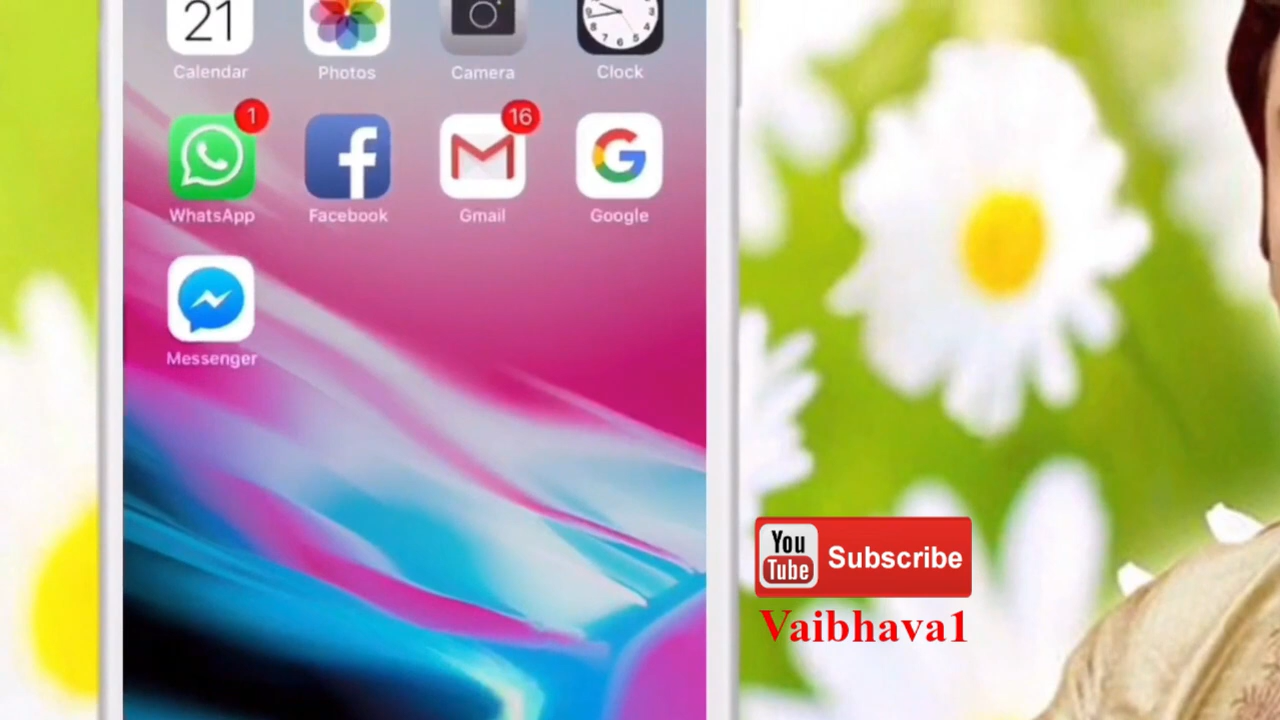 21
Calendar Photos Camera Clock
1 16
WhatsApp Facebook Gmail Google
Messenger
You
Tube
Subscribe
Vaibhava1